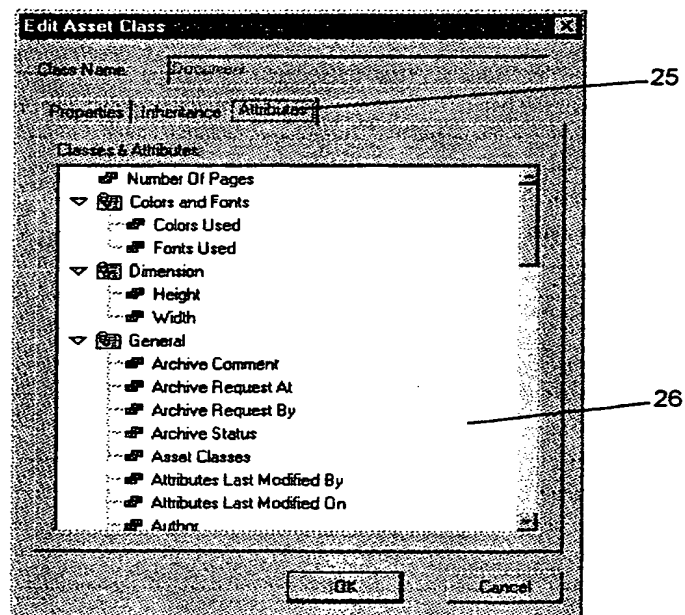 Edit Asset Class
Class Name: Document
25
Properties Inheritance Attributes
Classes & Attributes:
Number Of Pages
Colors and Fonts
Colors Used
Fonts Used
Dimension
Height
Width
General
Archive Comment
Archive Request At
Archive Request By
26
Archive Status
Asset Classes
Attributes Last Modified By
Attributes Last Modified On
Author
OK Cancel